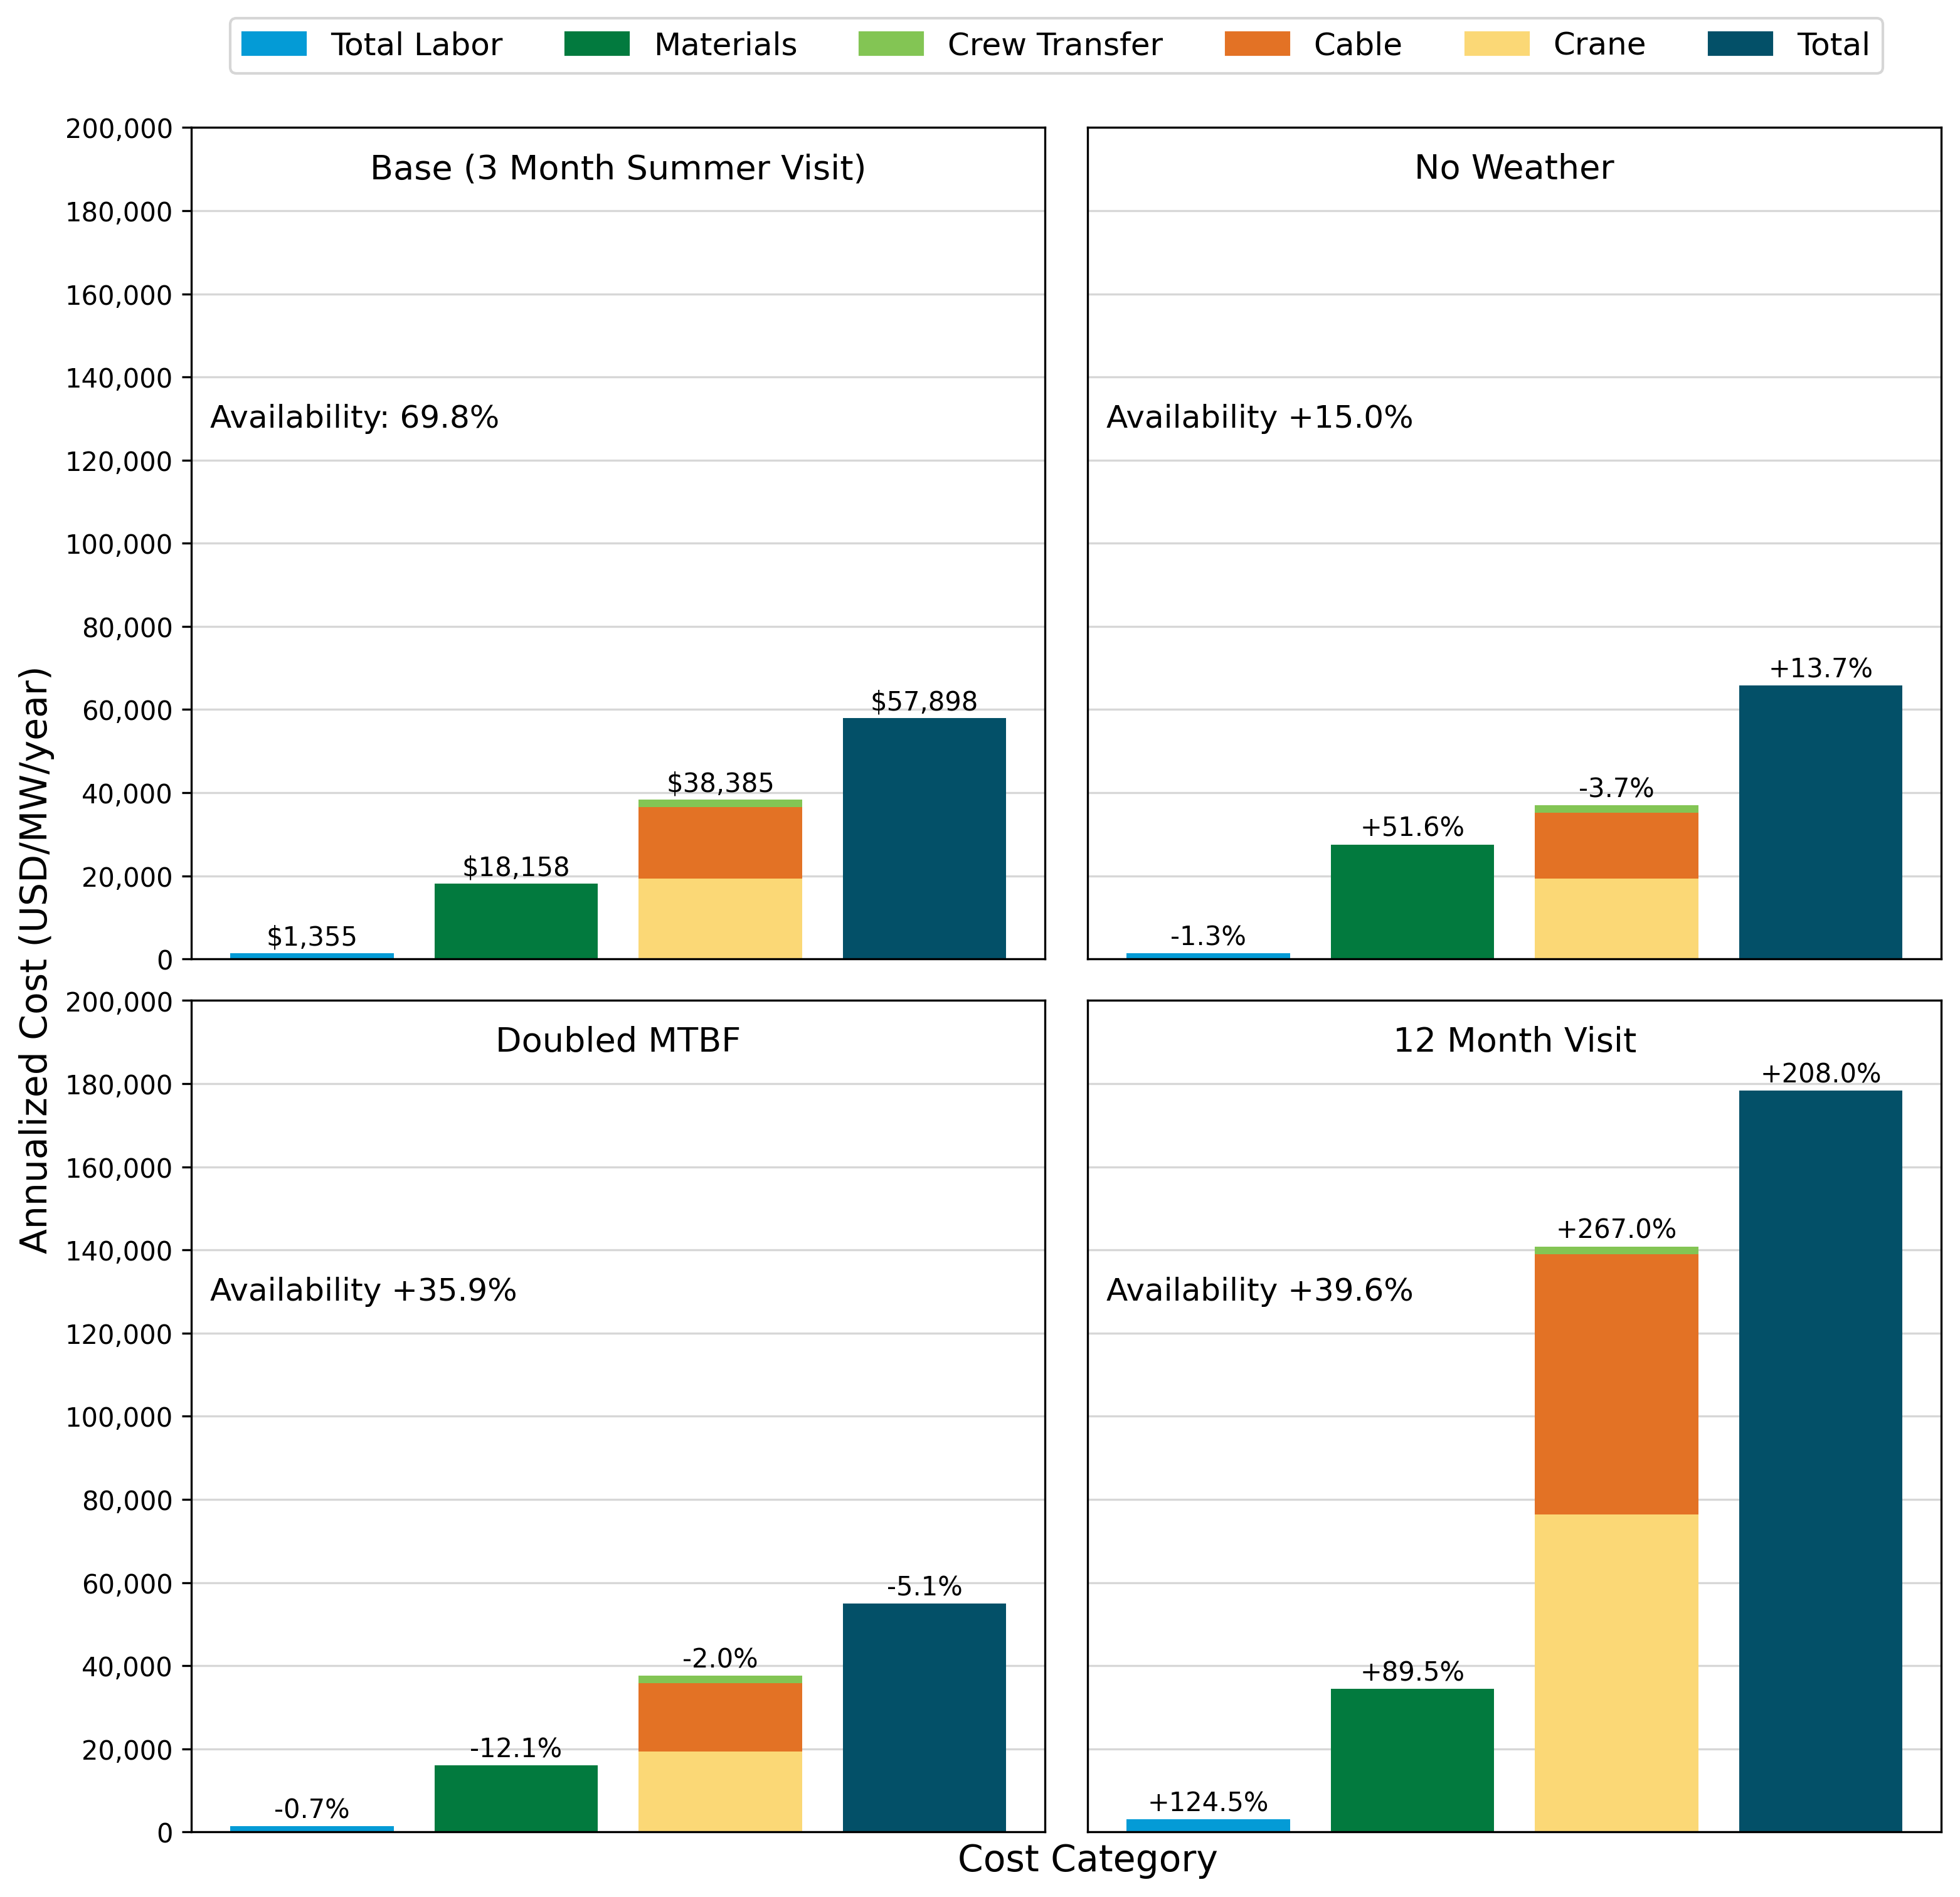 Total Labor
Materials
Crew Transfer
Cable
Crane
Total
Annualized Cost (USD/MW/year)
200,000
180,000
160,000
140,000
120,000
100,000
80,000
60,000
40,000
20,000
0
Base (3 Month Summer Visit)
Availability: 69.8%
$1,355
$18,158
$38,385
$57,898
No Weather
Availability +15.0%
-1.3%
+51.6%
-3.7%
+13.7%
200,000
180,000
160,000
140,000
120,000
100,000
80,000
60,000
40,000
20,000
0
Doubled MTBF
Availability +35.9%
-0.7%
-12.1%
-2.0%
-5.1%
12 Month Visit
Availability +39.6%
+124.5%
+89.5%
+267.0%
+208.0%
Cost Category